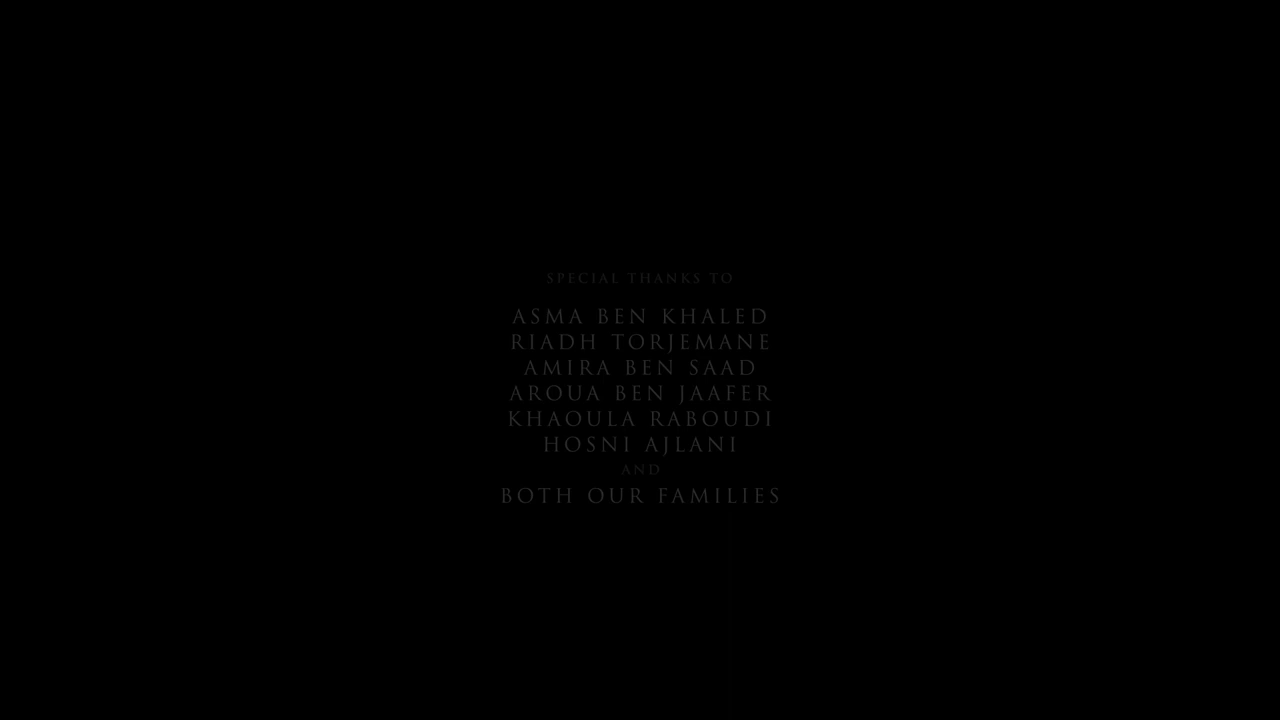 SPECIAL THANKS TO
ASMA BEN KHALED
RIADH TORJEMANE
AMIRA BEN SAAD
AROUA BEN JAAFER
KHAOULA RABOUDI
HOSNI AJLANI
AND
BOTH OUR FAMILIES